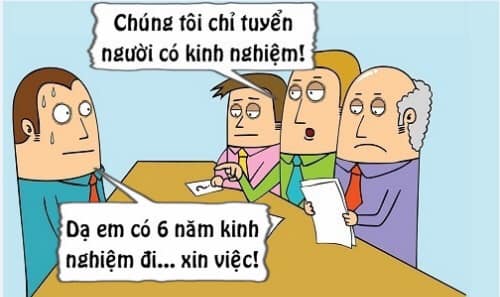 Chúng tôi chỉ tuyển
người có kinh nghiệm!
?
Dạ em có 6 năm kinh
nghiệm đi... xin việc!